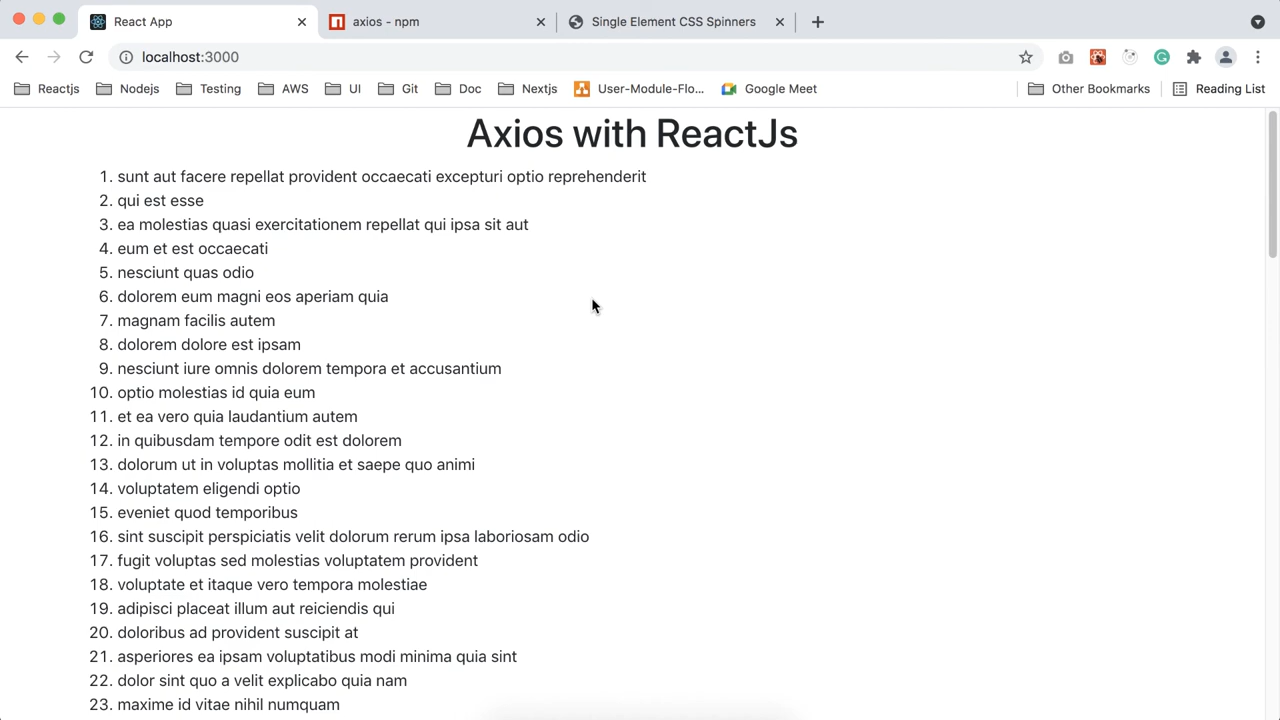 React App
axios - npm
Single Element CSS Spinners
localhost:3000
Reactjs
Nodejs
Testing
AWS
UI
Git
Doc
Nextjs
User-Module-Flo...
Google Meet
Other Bookmarks
Reading List
Axios with ReactJs
1. sunt aut facere repellat provident occaecati excepturi optio reprehenderit
2. qui est esse
3. ea molestias quasi exercitationem repellat qui ipsa sit aut
4. eum et est occaecati
5. nesciunt quas odio
6. dolorem eum magni eos aperiam quia
7. magnam facilis autem
8. dolorem dolore est ipsam
9. nesciunt iure omnis dolorem tempora et accusantium
10. optio molestias id quia eum
11. et ea vero quia laudantium autem
12. in quibusdam tempore odit est dolorem
13. dolorum ut in voluptas mollitia et saepe quo animi
14. voluptatem eligendi optio
15. eveniet quod temporibus
16. sint suscipit perspiciatis velit dolorum rerum ipsa laboriosam odio
17. fugit voluptas sed molestias voluptatem provident
18. voluptate et itaque vero tempora molestiae
19. adipisci placeat illum aut reiciendis qui
20. doloribus ad provident suscipit at
21. asperiores ea ipsam voluptatibus modi minima quia sint
22. dolor sint quo a velit explicabo quia nam
23. maxime id vitae nihil numquam